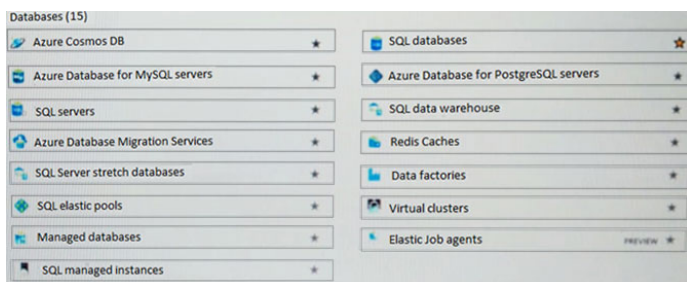 Databases (15)
Azure Cosmos DB
SQL databases
Azure Database for MySQL servers
Azure Database for PostgreSQL servers
SQL servers
SQL data warehouse
Azure Database Migration Services
Redis Caches
SQL Server stretch databases
Data factories
SQL elastic pools
Virtual clusters
Managed databases
Elastic Job agents PREVIEW
SQL managed instances